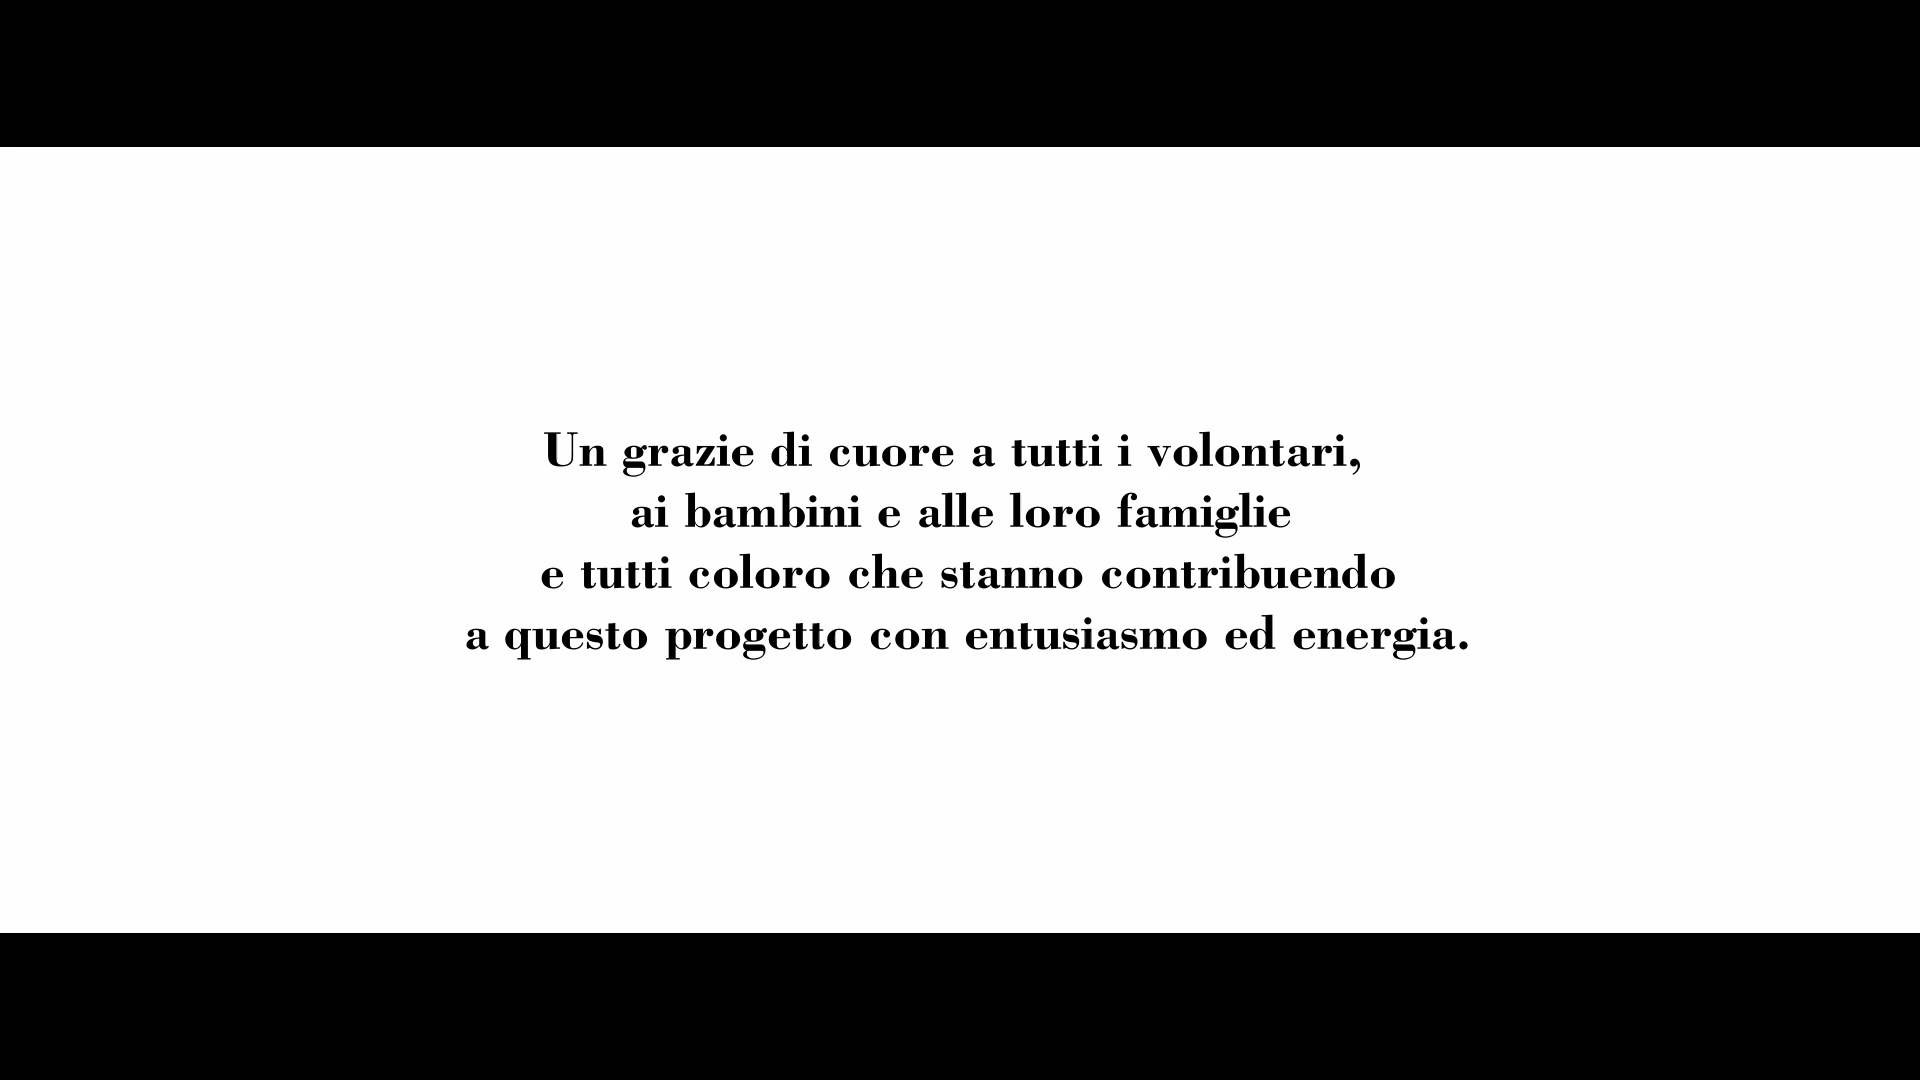 Un grazie di cuore a tutti i volontari,
ai bambini e alle loro famiglie
e tutti coloro che stanno contribuendo
a questo progetto con entusiasmo ed energia.